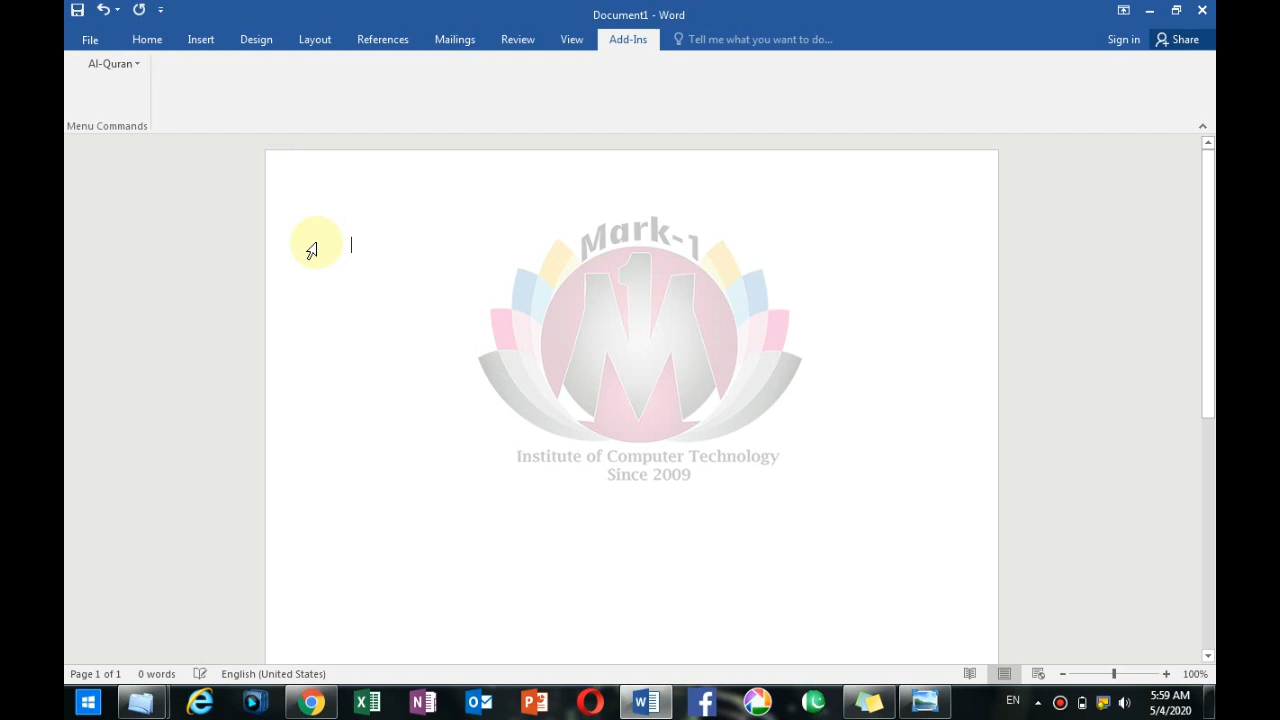 Document1 - Word
File
Home
Insert
Design
Layout
References
Mailings
Review
View
Add-Ins
Tell me what you want to do...
Sign in
Share
Al-Quran
Menu Commands
Mark-1
1
M
Institute of Computer Technology
Since 2009
Page 1 of 1
0 words
English (United States)
100%
EN
5:59 AM
5/4/2020